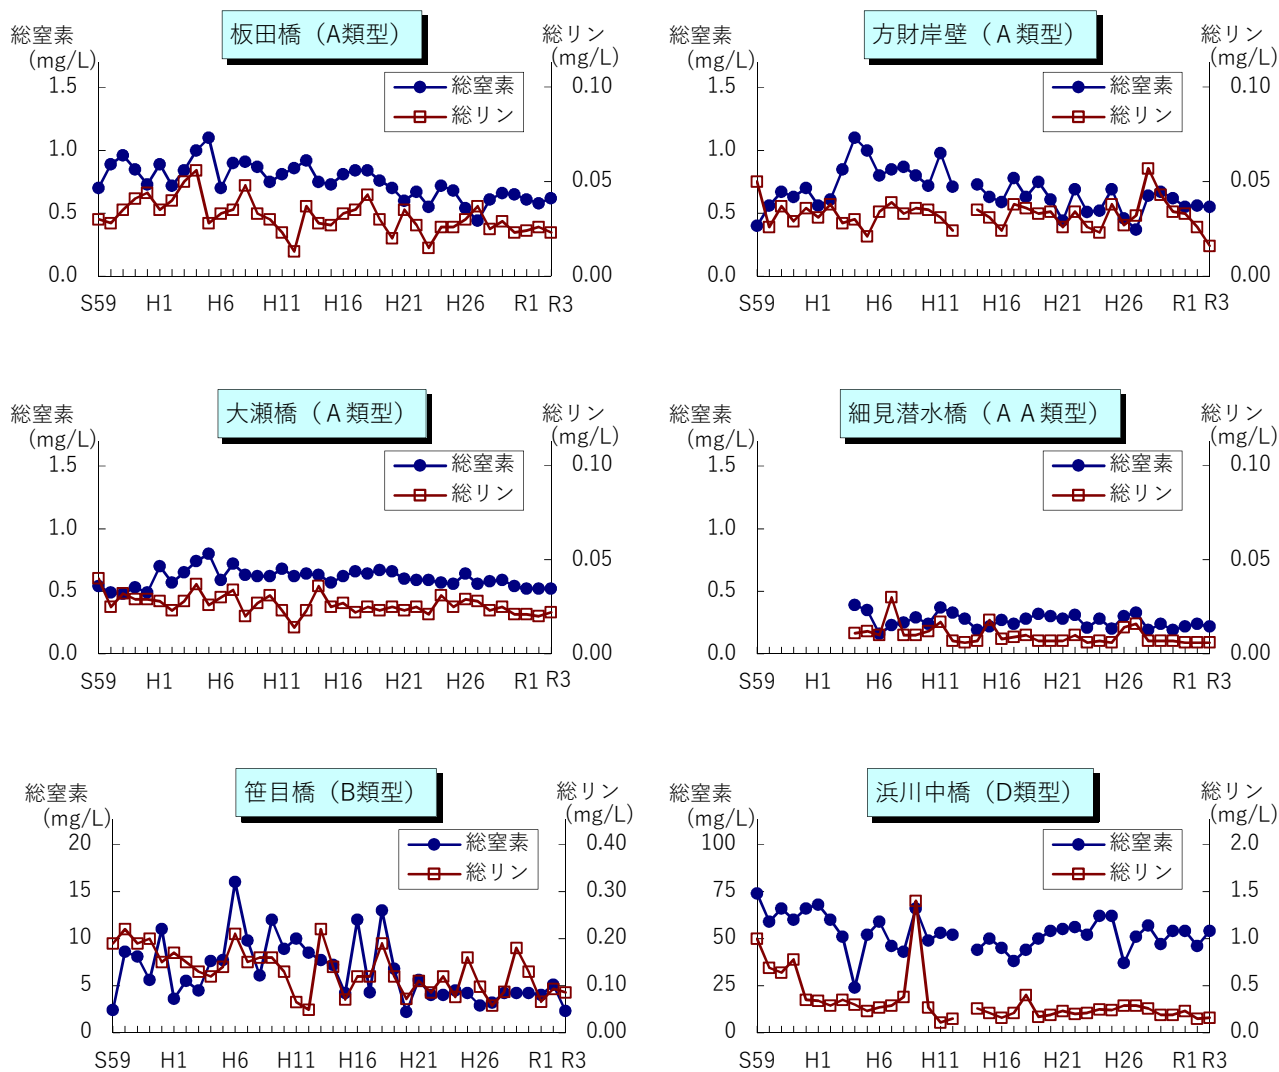 板田橋（A類型）
総窒素
(mg/L)
総リン
(mg/L)
総窒素
総リン
1.5
1.0
0.5
0.0
0.10
0.05
0.00
S59 H1 H6 H11 H16 H21 H26 R1 R3
方財岸壁（Ａ類型）
総窒素
(mg/L)
総リン
(mg/L)
総窒素
総リン
1.5
1.0
0.5
0.0
0.10
0.05
0.00
S59 H1 H6 H11 H16 H21 H26 R1 R3
大瀬橋（Ａ類型）
総窒素
(mg/L)
総リン
(mg/L)
総窒素
総リン
1.5
1.0
0.5
0.0
0.10
0.05
0.00
S59 H1 H6 H11 H16 H21 H26 R1 R3
細見潜水橋（ＡＡ類型）
総窒素
(mg/L)
総リン
(mg/L)
総窒素
総リン
1.5
1.0
0.5
0.0
0.10
0.05
0.00
S59 H1 H6 H11 H16 H21 H26 R1 R3
笹目橋（B類型）
総窒素
(mg/L)
総リン
(mg/L)
総窒素
総リン
20
15
10
5
0
0.40
0.30
0.20
0.10
0.00
S59 H1 H6 H11 H16 H21 H26 R1 R3
浜川中橋（D類型）
総窒素
(mg/L)
総リン
(mg/L)
総窒素
総リン
100
75
50
25
0
2.0
1.5
1.0
0.5
0.0
S59 H1 H6 H11 H16 H21 H26 R1 R3